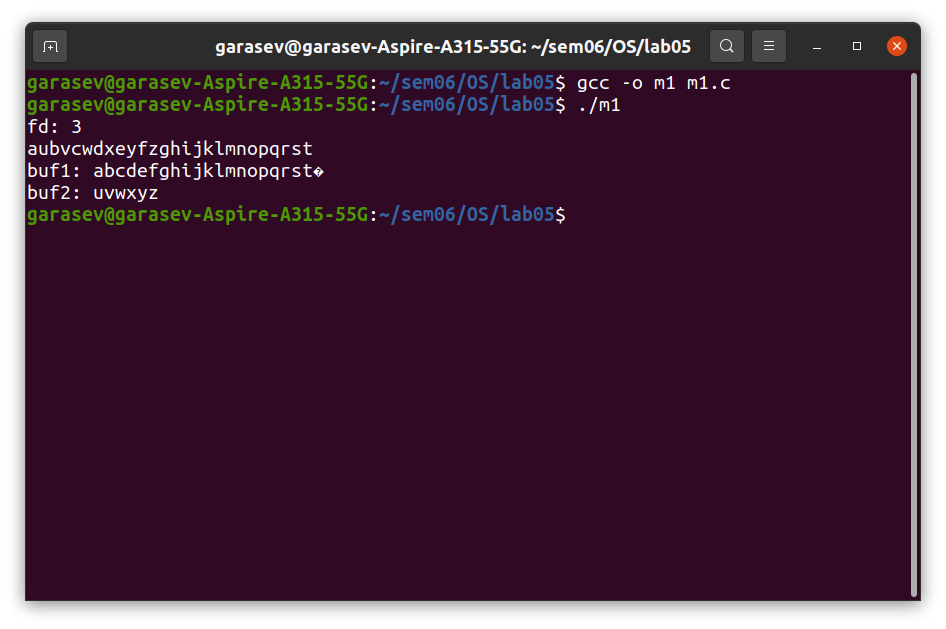 garasev@garasev-Aspire-A315-55G: ~/sem06/OS/lab05
garasev@garasev-Aspire-A315-55G:~/sem06/OS/lab05$ gcc -o m1 m1.c
garasev@garasev-Aspire-A315-55G:~/sem06/OS/lab05$ ./m1
fd: 3
aubvcwdxeyfzghijklmnopqrst
buf1: abcdefghijklmnopqrst�
buf2: uvwxyz
garasev@garasev-Aspire-A315-55G:~/sem06/OS/lab05$